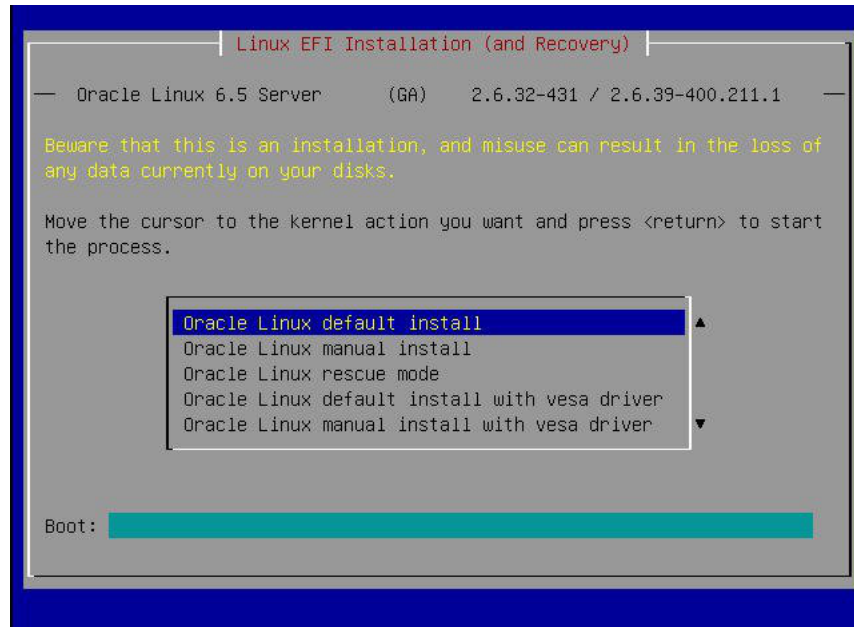 Linux EFI Installation (and Recovery)
Oracle Linux 6.5 Server (GA) 2.6.32-431 / 2.6.39-400.211.1
Beware that this is an installation, and misuse can result in the loss of
any data currently on your disks.
Move the cursor to the kernel action you want and press <return> to start
the process.
Oracle Linux default install
Oracle Linux manual install
Oracle Linux rescue mode
Oracle Linux default install with vesa driver
Oracle Linux manual install with vesa driver
Boot: